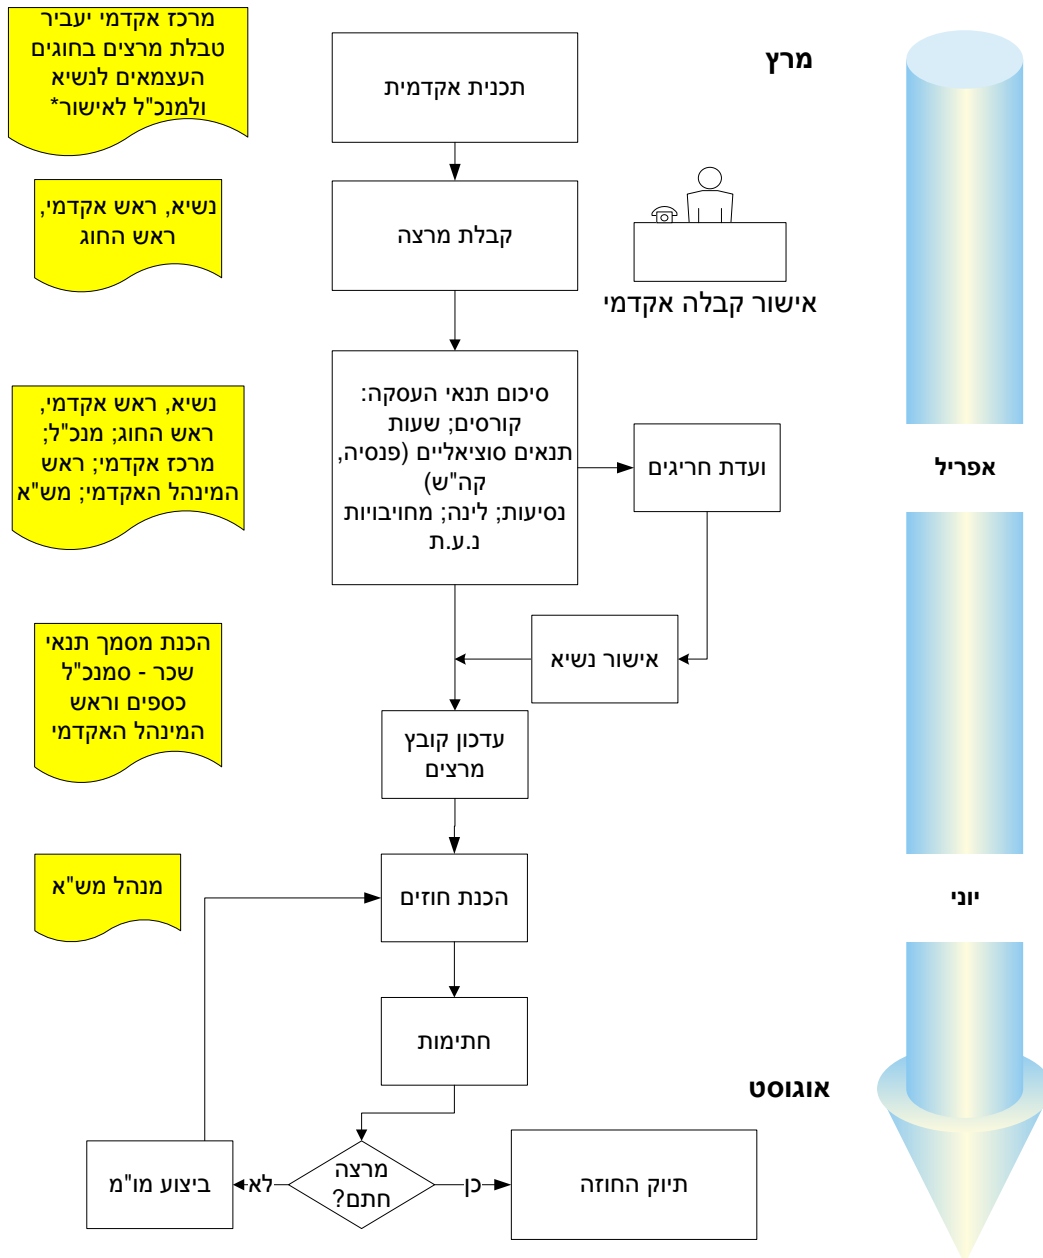 מרכז אקדמי יעביר
טבלת מרצים בחוגים
העצמאים לנשיא
ולמנכ"ל לאישור*
תכנית אקדמית
מרץ
נשיא, ראש אקדמי,
ראש החוג
קבלת מרצה
אישור קבלה אקדמי
נשיא, ראש אקדמי,
ראש החוג; מנכ"ל;
מרכז אקדמי; ראש
המינהל האקדמי; מש"א
סיכום תנאי העסקה:
קורסים; שעות
תנאים סוציאליים (פנסיה,
קה"ש)
נסיעות; לינה; מחויבויות
נ.ע.ת
ועדת חריגים
אפריל
הכנת מסמך תנאי
שכר - סמנכ"ל
כספים וראש
המינהל האקדמי
אישור נשיא
עדכון קובץ
מרצים
מנהל מש"א
הכנת חוזים
יוני
חתימות
אוגוסט
מרצה
חתם?
כן
תיוק החוזה
לא
ביצוע מו"מ